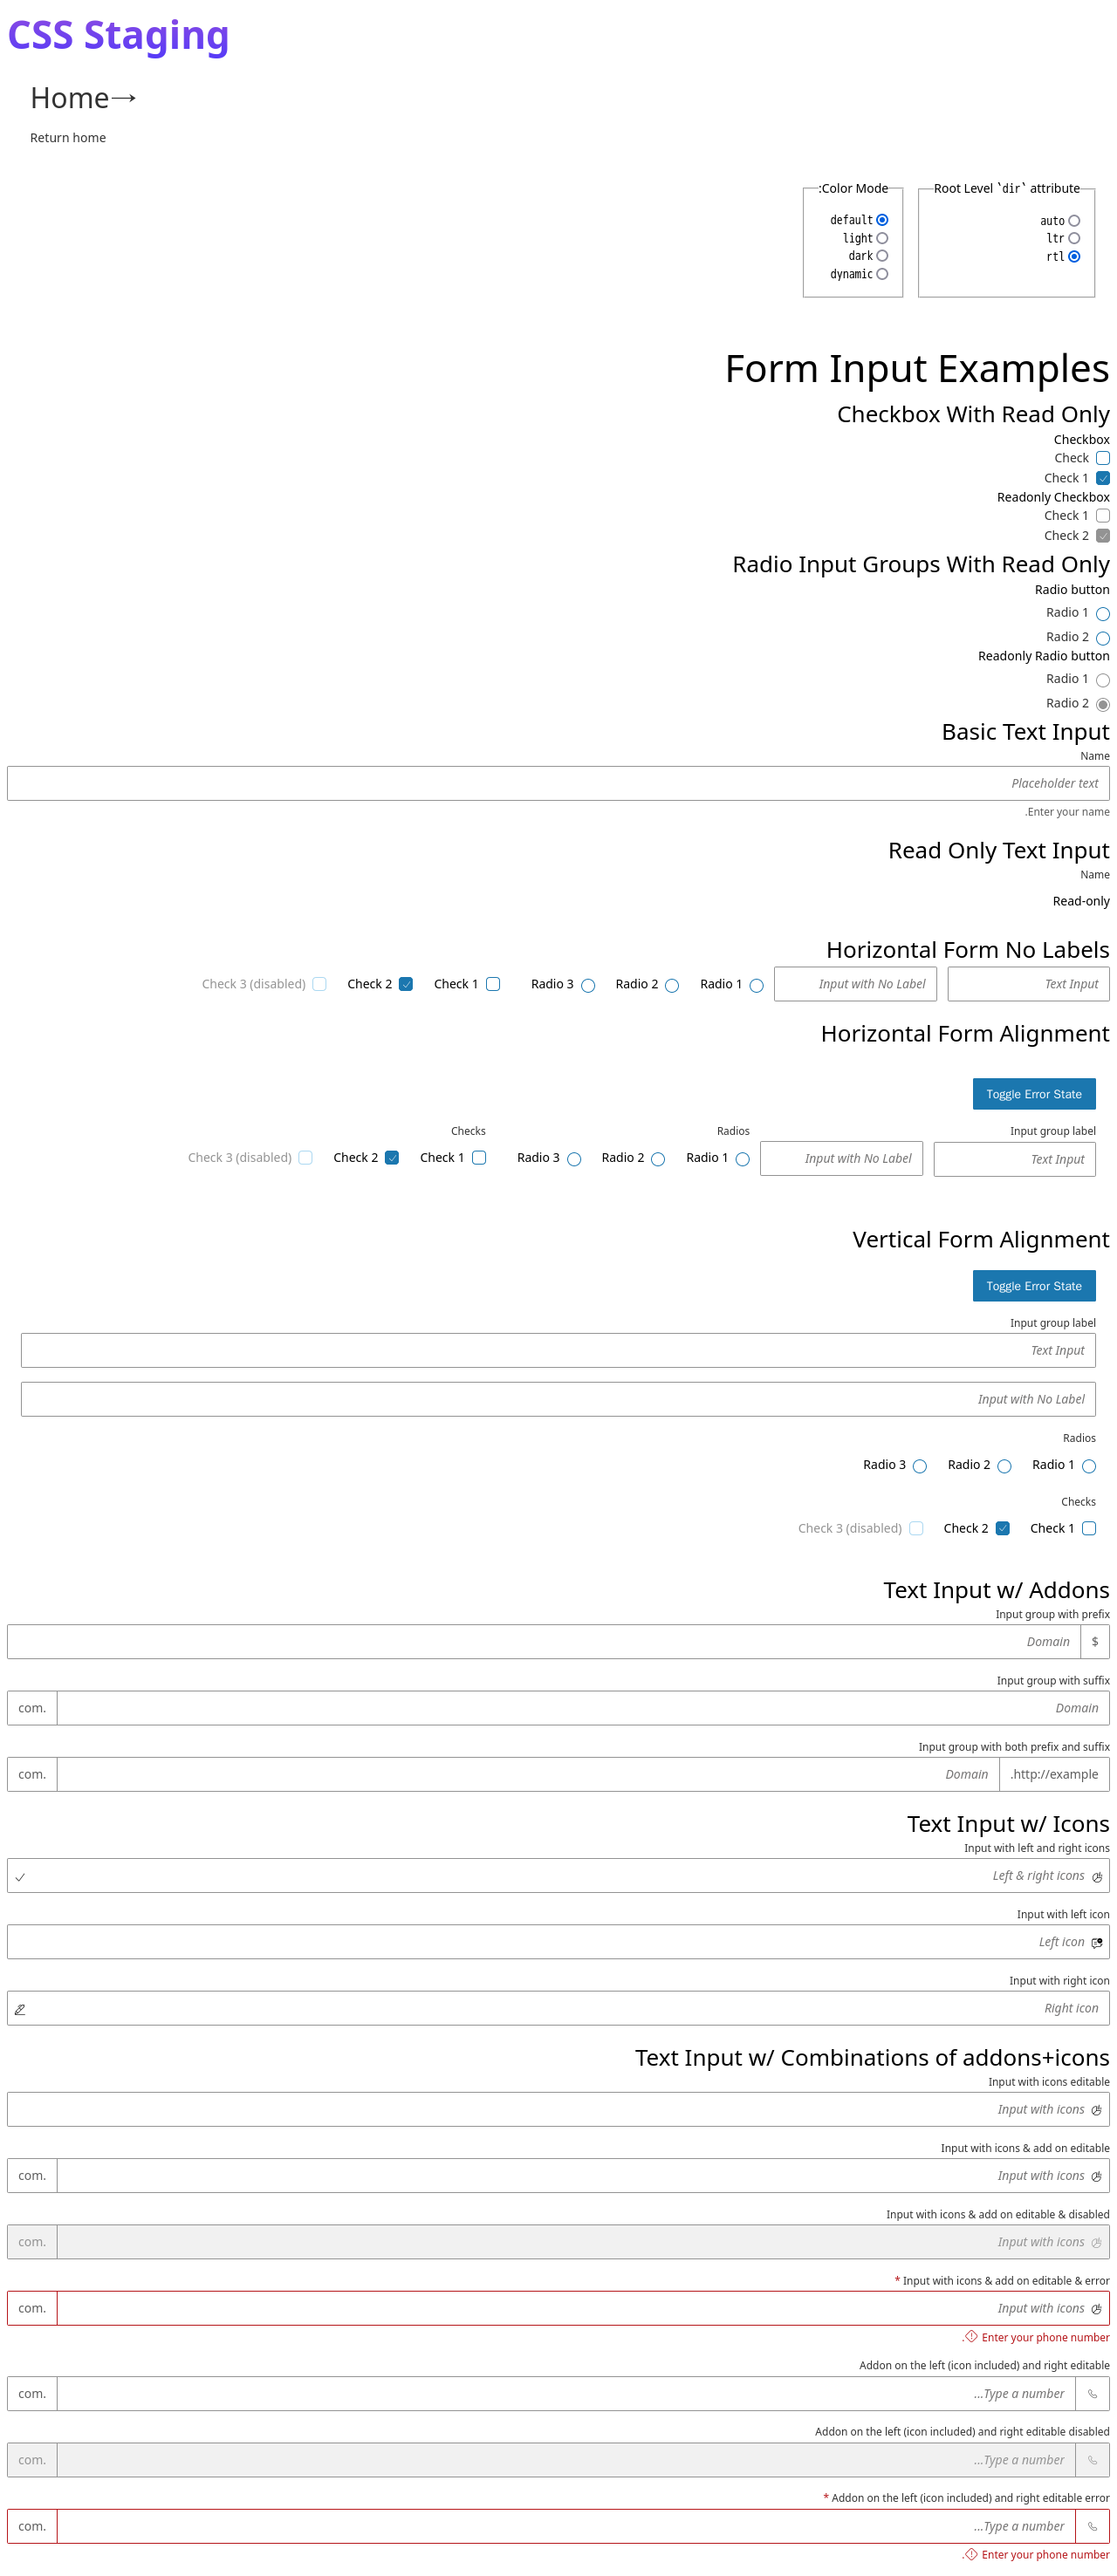 CSS Staging
Home→
Return home
Root Level `dir` attribute
auto
ltr
rtl
:Color Mode
default
light
dark
dynamic
Form Input Examples
Checkbox With Read Only
Checkbox
Check
Check 1
Readonly Checkbox
Check 1
Check 2
Radio Input Groups With Read Only
Radio button
Radio 1
Radio 2
Readonly Radio button
Radio 1
Radio 2
Basic Text Input
Name
Placeholder text
.Enter your name
Read Only Text Input
Name
Read-only
Horizontal Form No Labels
Check 3 (disabled) Check 2 Check 1 Radio 3 Radio 2 Radio 1 Input with No Label Text Input
Horizontal Form Alignment
Toggle Error State
Checks Radios Input group label
Check 3 (disabled) Check 2 Check 1 Radio 3 Radio 2 Radio 1 Input with No Label Text Input
Vertical Form Alignment
Toggle Error State
Input group label
Text Input
Input with No Label
Radios
Radio 3 Radio 2 Radio 1
Checks
Check 3 (disabled) Check 2 Check 1
Text Input w/ Addons
Input group with prefix
Domain $
Input group with suffix
com. Domain
Input group with both prefix and suffix
com. Domain .http://example
Text Input w/ Icons
Input with left and right icons
Left & right icons
Input with left icon
Left icon
Input with right icon
Right icon
Text Input w/ Combinations of addons+icons
Input with icons editable
Input with icons
Input with icons & add on editable
com. Input with icons
Input with icons & add on editable & disabled
com. Input with icons
* Input with icons & add on editable & error
com. Input with icons
. Enter your phone number
Addon on the left (icon included) and right editable
com. ...Type a number
Addon on the left (icon included) and right editable disabled
com. ...Type a number
* Addon on the left (icon included) and right editable error
com. ...Type a number
. Enter your phone number